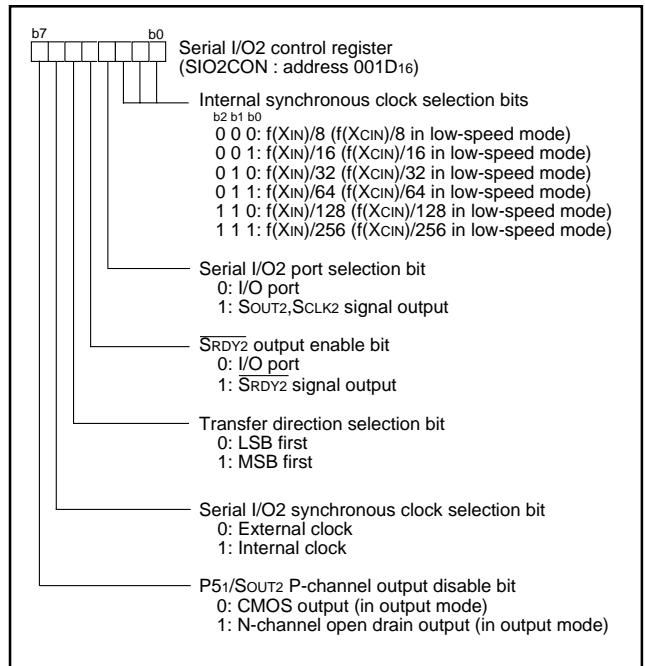 b7 b0
Serial I/O2 control register
(SIO2CON : address 001D16)
Internal synchronous clock selection bits
b2 b1 b0
0 0 0: f(XIN)/8 (f(XCIN)/8 in low-speed mode)
0 0 1: f(XIN)/16 (f(XCIN)/16 in low-speed mode)
0 1 0: f(XIN)/32 (f(XCIN)/32 in low-speed mode)
0 1 1: f(XIN)/64 (f(XCIN)/64 in low-speed mode)
1 1 0: f(XIN)/128 (f(XCIN)/128 in low-speed mode)
1 1 1: f(XIN)/256 (f(XCIN)/256 in low-speed mode)
Serial I/O2 port selection bit
0: I/O port
1: SOUT2,SCLK2 signal output
S̅R̅D̅Y̅2̅ output enable bit
0: I/O port
1: S̅R̅D̅Y̅2̅ signal output
Transfer direction selection bit
0: LSB first
1: MSB first
Serial I/O2 synchronous clock selection bit
0: External clock
1: Internal clock
P51/SOUT2 P-channel output disable bit
0: CMOS output (in output mode)
1: N-channel open drain output (in output mode)